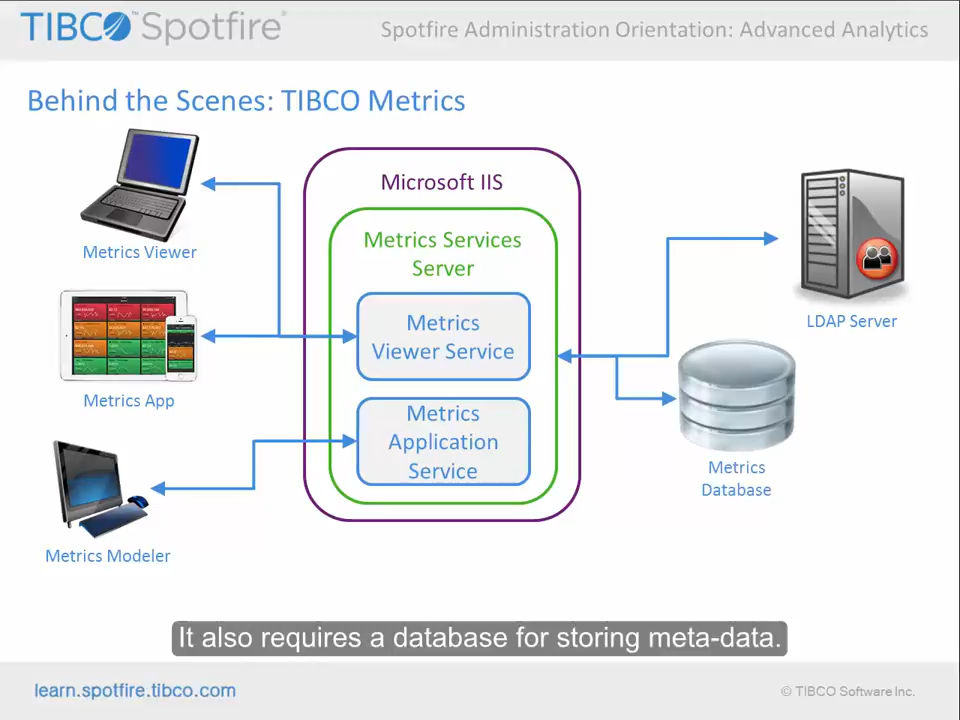 TIBCO Spotfire®
Spotfire Administration Orientation: Advanced Analytics
Behind the Scenes: TIBCO Metrics
Metrics Viewer
Metrics App
Metrics Modeler
Microsoft IIS
Metrics Services
Server
Metrics
Viewer Service
Metrics
Application
Service
LDAP Server
Metrics
Database
It also requires a database for storing meta-data.
learn.spotfire.tibco.com
© TIBCO Software Inc.